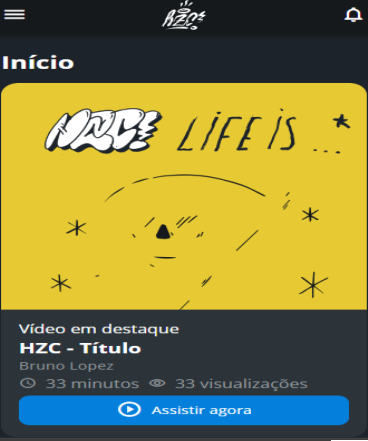 HZC
Início
HZC! LIFE IS ...
Vídeo em destaque
HZC - Título
Bruno Lopez
33 minutos 33 visualizações
Assistir agora